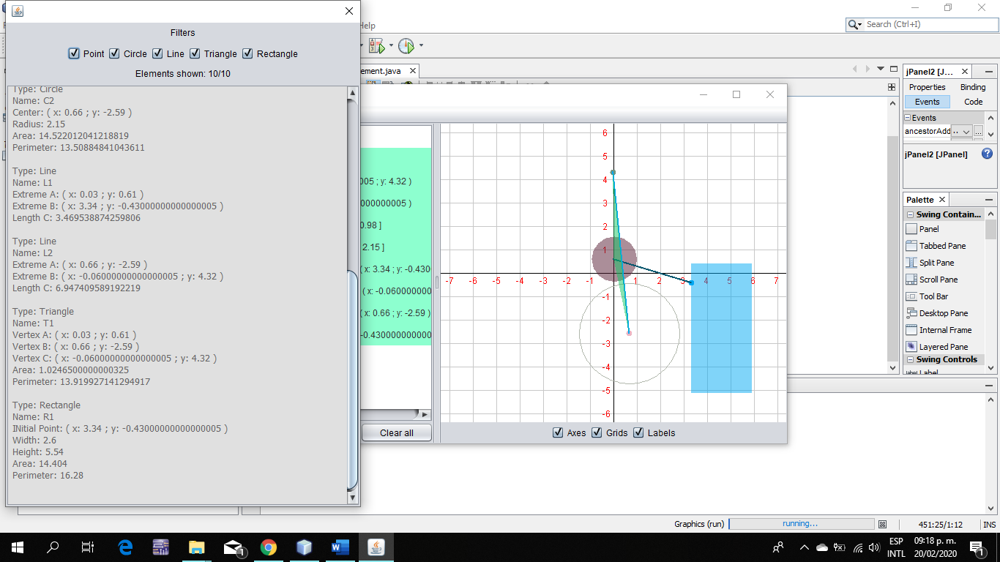 Filters
Point Circle Line Triangle Rectangle
Elements shown: 10/10
Type: Circle
Name: C2
Center: ( x: 0.66 ; y: -2.59 )
Radius: 2.15
Area: 14.522012041218819
Perimeter: 13.50884841043611
Type: Line
Name: L1
Extreme A: ( x: 0.03 ; y: 0.61 )
Extreme B: ( x: 3.34 ; y: -0.43000000000000005 )
Length C: 3.469538874259806
Type: Line
Name: L2
Extreme A: ( x: 0.66 ; y: -2.59 )
Extreme B: ( x: -0.06000000000000005 ; y: 4.32 )
Length C: 6.947409589192219
Type: Triangle
Name: T1
Vertex A: ( x: 0.03 ; y: 0.61 )
Vertex B: ( x: 0.66 ; y: -2.59 )
Vertex C: ( x: -0.06000000000000005 ; y: 4.32 )
Area: 1.0246500000000325
Perimeter: 13.919927141294917
Type: Rectangle
Name: R1
INitial Point: ( x: 3.34 ; y: -0.43000000000000005 )
Width: 2.6
Height: 5.54
Area: 14.404
Perimeter: 16.28
Help
Search (Ctrl+I)
ement.java
005 ; y: 4.32 )
000000005 )
0.98 ]
2.15 ]
( x: 3.34 ; y: -0.430
( x: -0.060000000
( x: 0.66 ; y: -2.59 )
-0.430000000000
Clear all
6
5
4
3
2
1
-7 -6 -5 -4 -3 -2 -1 1 2 3 4 5 6 7
-1
-2
-3
-4
-5
-6
Axes Grids Labels
jPanel2 [J...
Properties Binding
Events Code
Events
ancestorAdd
jPanel2 [JPanel]
Palette
Swing Contain...
Panel
Tabbed Pane
Split Pane
Scroll Pane
Tool Bar
Desktop Pane
Internal Frame
Layered Pane
Swing Controls
Label
Graphics (run) running... 451:25/1:12 INS
ESP
INTL
09:18 p. m.
20/02/2020
1
1